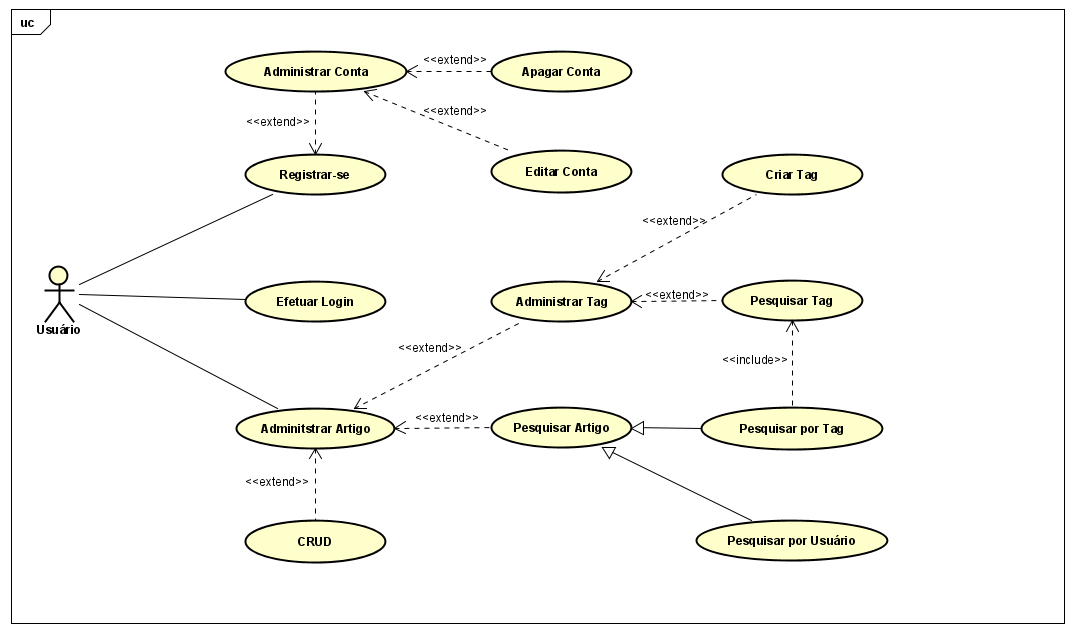 uc
Administrar Conta
<<extend>>
Apagar Conta
<<extend>>
<<extend>>
Registrar-se
Editar Conta
Criar Tag
<<extend>>
Usuário
Efetuar Login
Administrar Tag
<<extend>>
Pesquisar Tag
<<extend>>
<<include>>
Adminitstrar Artigo
<<extend>>
Pesquisar Artigo
Pesquisar por Tag
<<extend>>
CRUD
Pesquisar por Usuário